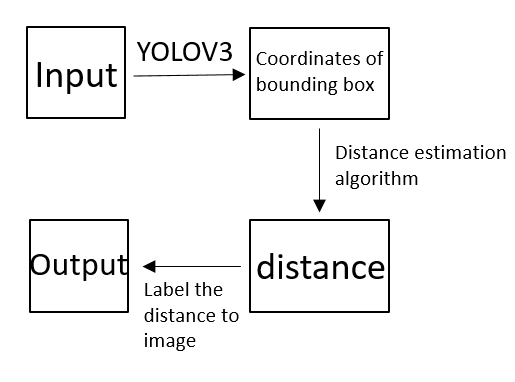 Input
YOLOV3
Coordinates of
bounding box
Distance estimation
algorithm
distance
Label the
distance to
image
Output